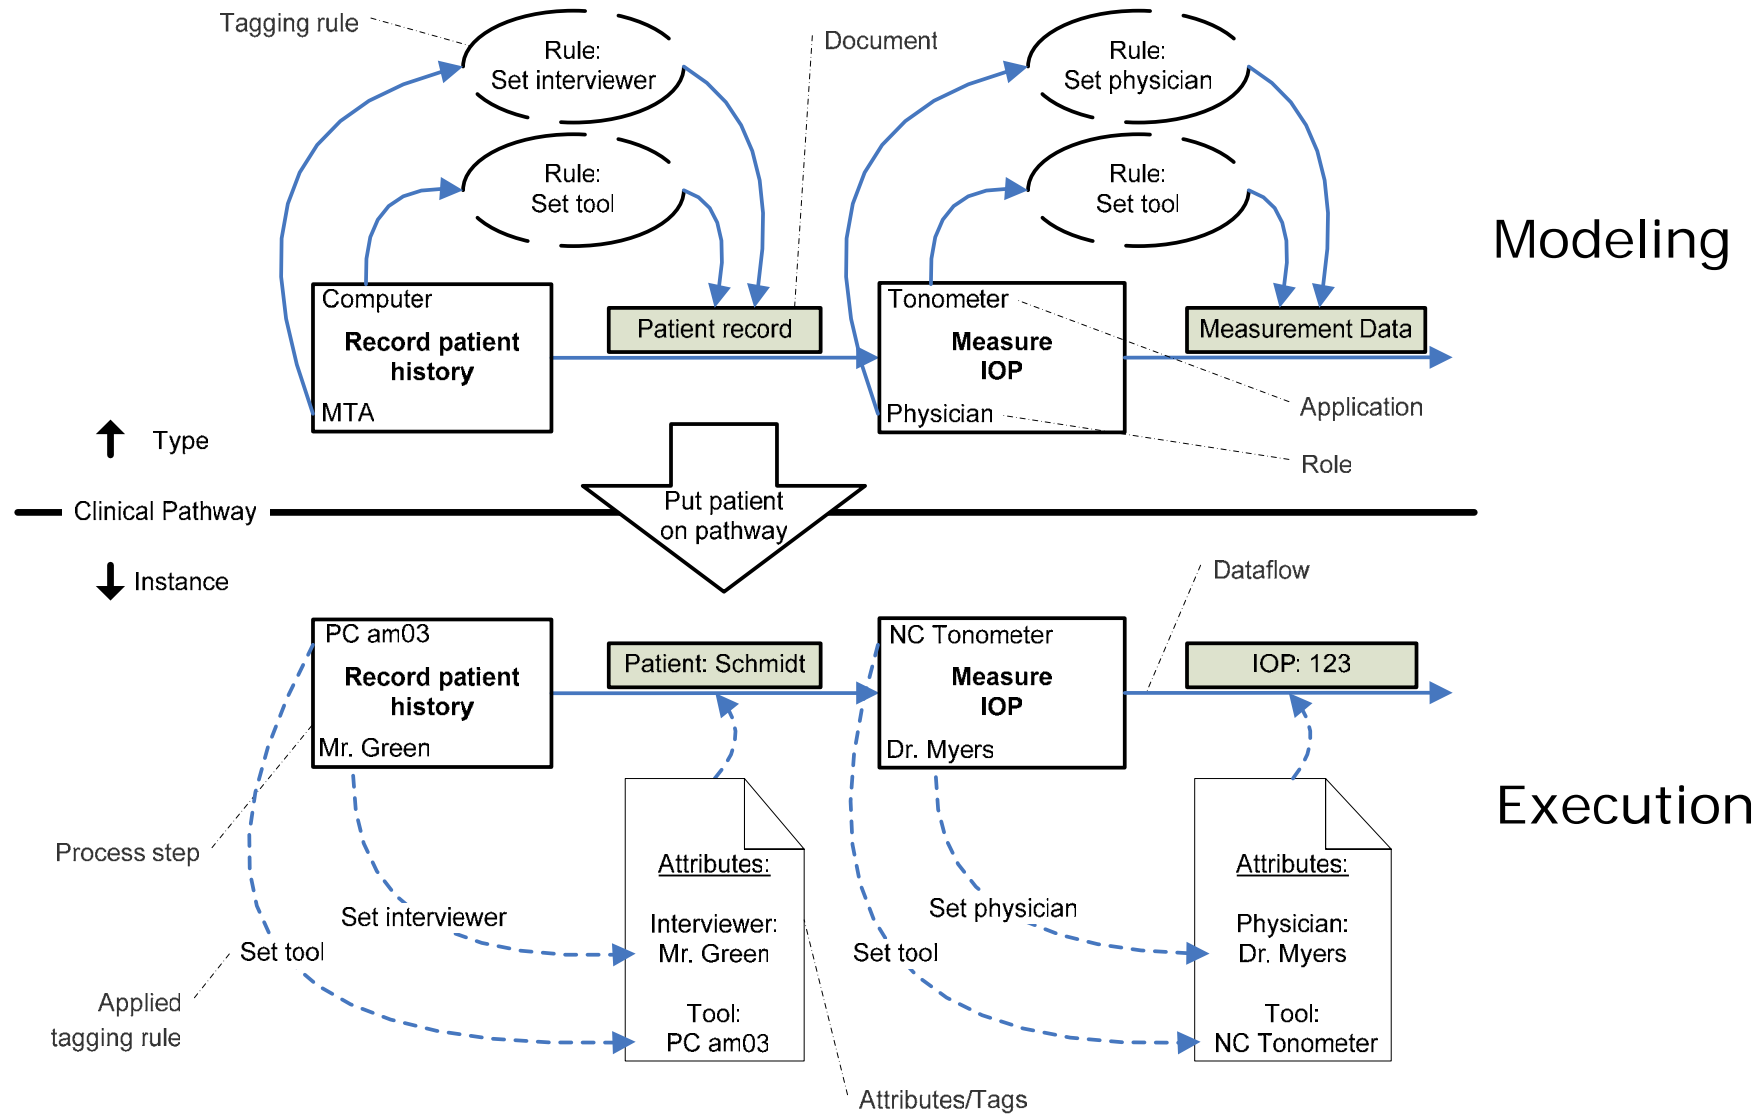 Tagging rule
Rule:
Set interviewer
Document
Rule:
Set physician
Rule:
Set tool
Rule:
Set tool
Modeling
Computer
Record patient
history
MTA
Patient record
Tonometer
Measure
IOP
Physician
Measurement Data
Application
Role
Type
Clinical Pathway
Instance
Put patient
on pathway
Dataflow
PC am03
Record patient
history
Mr. Green
Patient: Schmidt
NC Tonometer
Measure
IOP
Dr. Myers
IOP: 123
Execution
Process step
Set interviewer
Set tool
Applied
tagging rule
Attributes:
Interviewer:
Mr. Green
Tool:
PC am03
Set physician
Set tool
Attributes:
Physician:
Dr. Myers
Tool:
NC Tonometer
Attributes/Tags